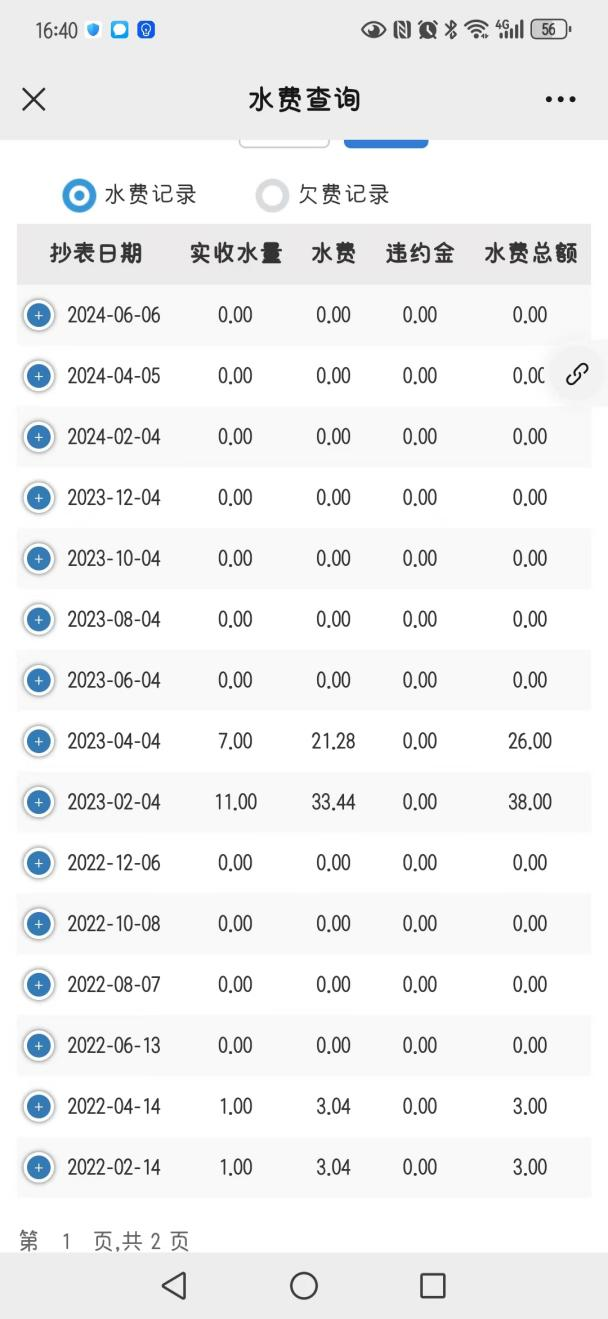 16:40 4G 56
水费查询
水费记录 欠费记录
抄表日期 实收水量 水费 违约金 水费总额
2024-06-06 0.00 0.00 0.00 0.00
2024-04-05 0.00 0.00 0.00 0.00
2024-02-04 0.00 0.00 0.00 0.00
2023-12-04 0.00 0.00 0.00 0.00
2023-10-04 0.00 0.00 0.00 0.00
2023-08-04 0.00 0.00 0.00 0.00
2023-06-04 0.00 0.00 0.00 0.00
2023-04-04 7.00 21.28 0.00 26.00
2023-02-04 11.00 33.44 0.00 38.00
2022-12-06 0.00 0.00 0.00 0.00
2022-10-08 0.00 0.00 0.00 0.00
2022-08-07 0.00 0.00 0.00 0.00
2022-06-13 0.00 0.00 0.00 0.00
2022-04-14 1.00 3.04 0.00 3.00
2022-02-14 1.00 3.04 0.00 3.00
第 1 页,共 2 页